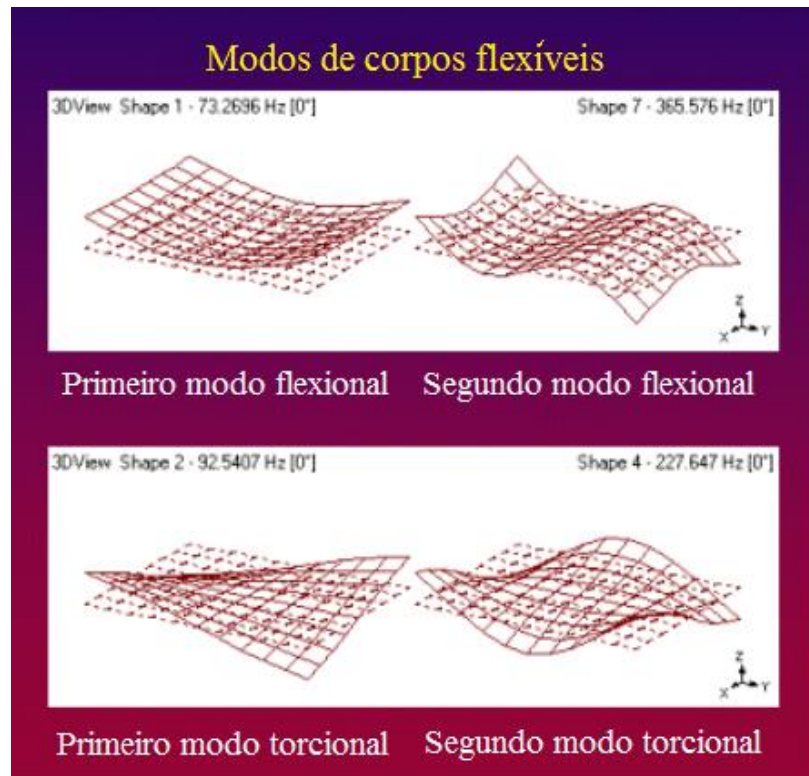 Modos de corpos flexíveis
3DView Shape 1 - 73.2696 Hz [0°]
Shape 7 - 365.576 Hz [0°]
Z
X
Y
Primeiro modo flexional
Segundo modo flexional
3DView Shape 2 - 92.5407 Hz [0°]
Shape 4 - 227.647 Hz [0°]
Z
X
Y
Primeiro modo torcional
Segundo modo torcional